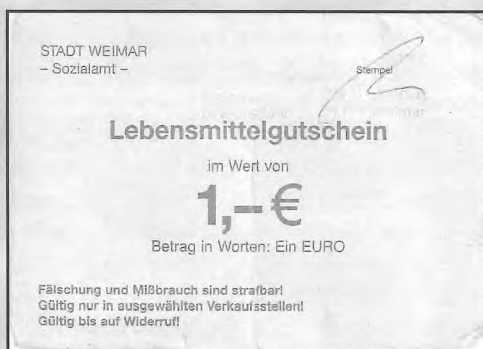 STADT WEIMAR
– Sozialamt –
Stempel
Lebensmittelgutschein
im Wert von
1,–€
Betrag in Worten: Ein EURO
Fälschung und Mißbrauch sind strafbar!
Gültig nur in ausgewählten Verkaufsstellen!
Gültig bis auf Widerruf!